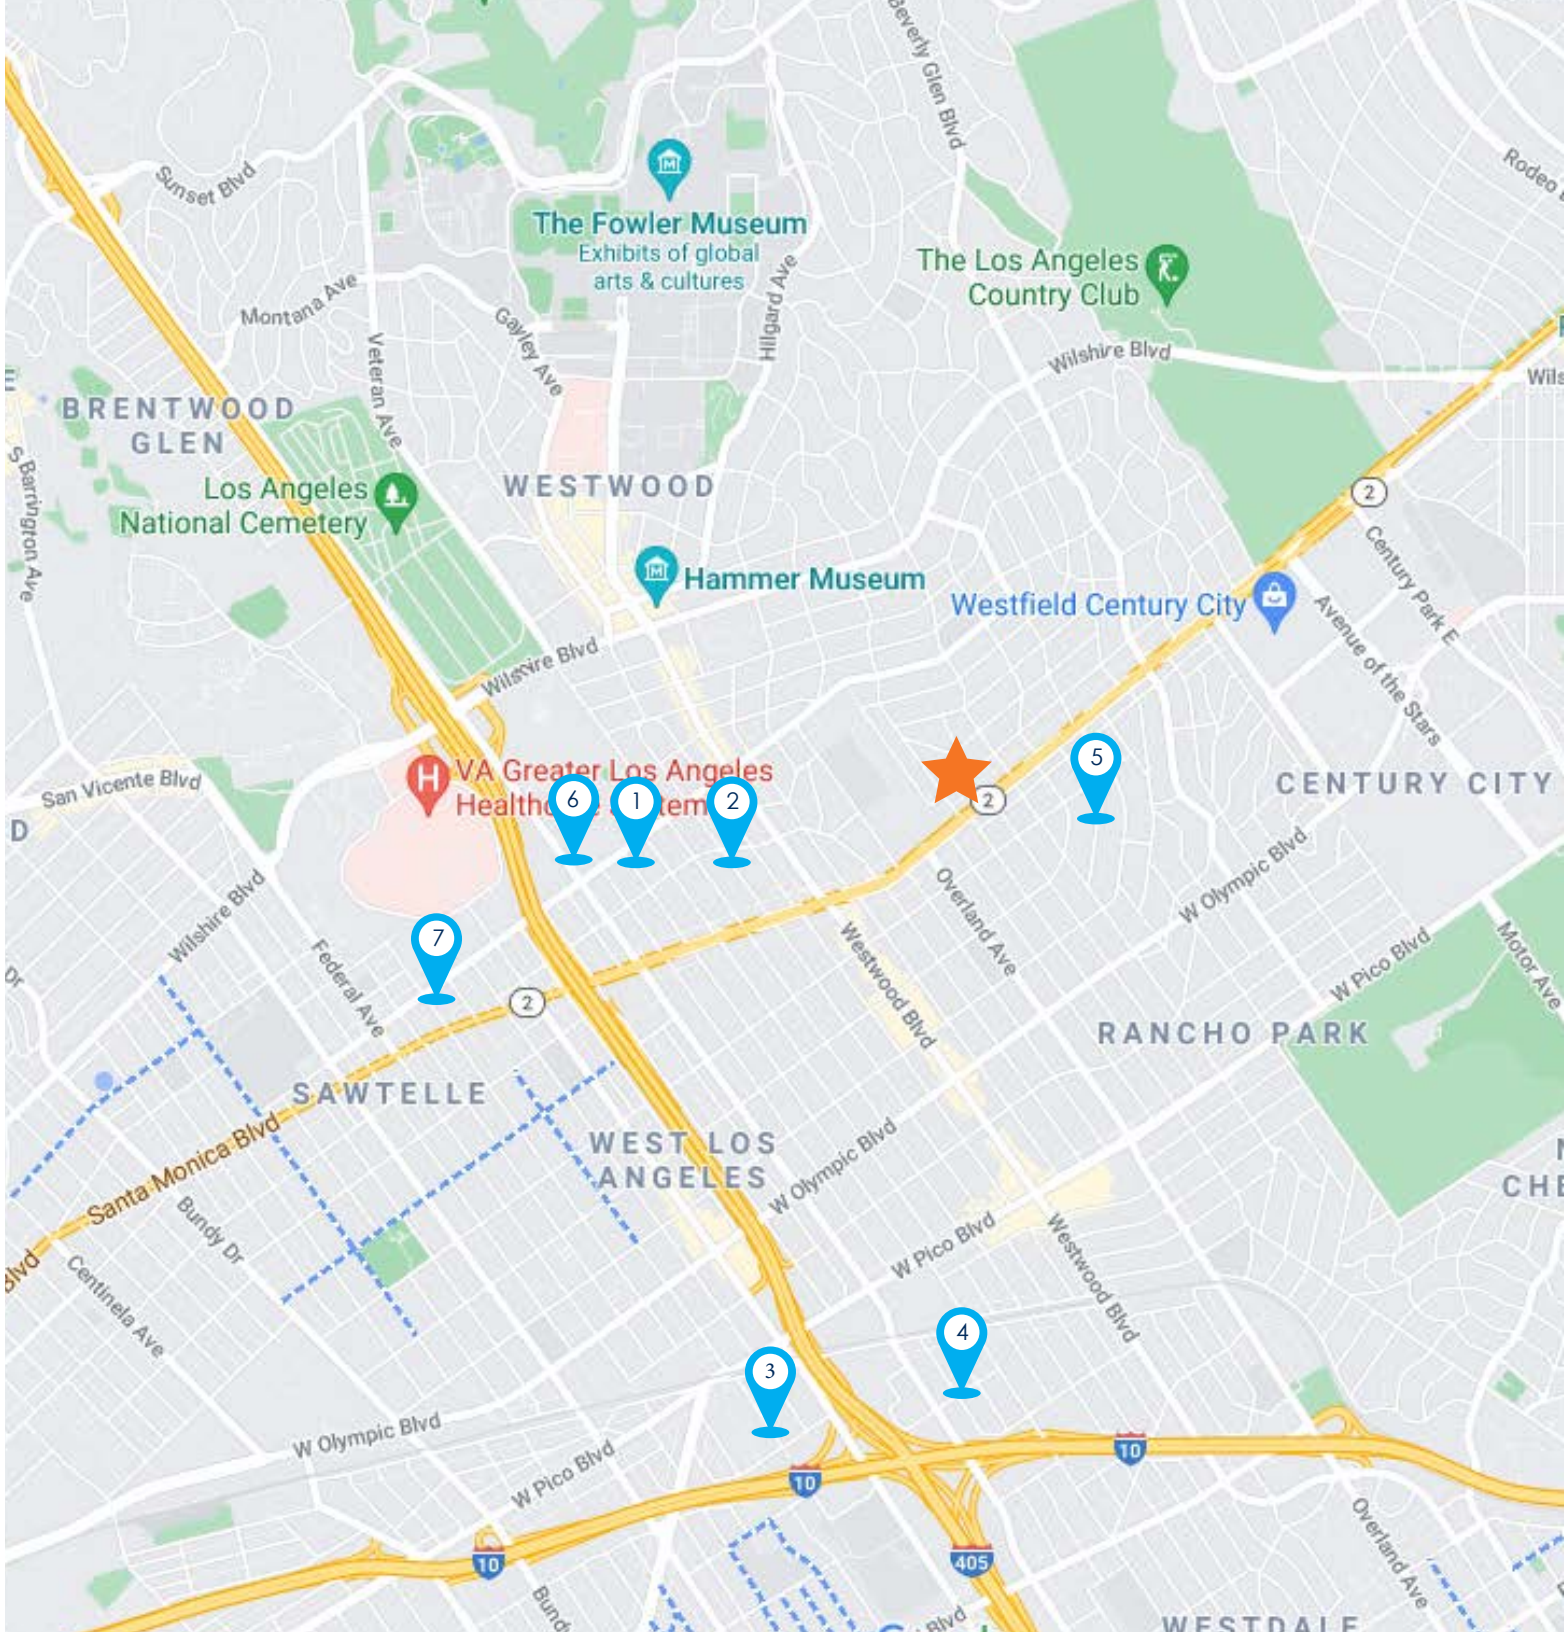 Beverly Glen Blvd
Rodeo
Sunset Blvd
The Fowler Museum
Exhibits of global
arts & cultures
The Los Angeles
Country Club
Hilgard Ave
Montana Ave
Gayley Ave
Veteran Ave
Wilshire Blvd
Wils
BRENTWOOD
GLEN
S Barrington Ave
WESTWOOD
Los Angeles
National Cemetery
2
Century Park E
Hammer Museum
Westfield Century City
Avenue of the Stars
Wilshire Blvd
San Vicente Blvd
VA Greater Los Angeles
6
1
2
5
2
CENTURY CITY
D
Wilshire Blvd
Overland Ave
W Olympic Blvd
7
Federal Ave
Westwood Blvd
W Pico Blvd
Motor Ave
Dr
2
RANCHO PARK
SAWTELLE
Santa Monica Blvd
WEST LOS
ANGELES
W Olympic Blvd
CHE
Bundy Dr
W Pico Blvd
Westwood Blvd
Blvd
Centinela Ave
4
3
W Olympic Blvd
W Pico Blvd
10
10
10
405
Overland Ave
Bund
Blvd
WESTDALE